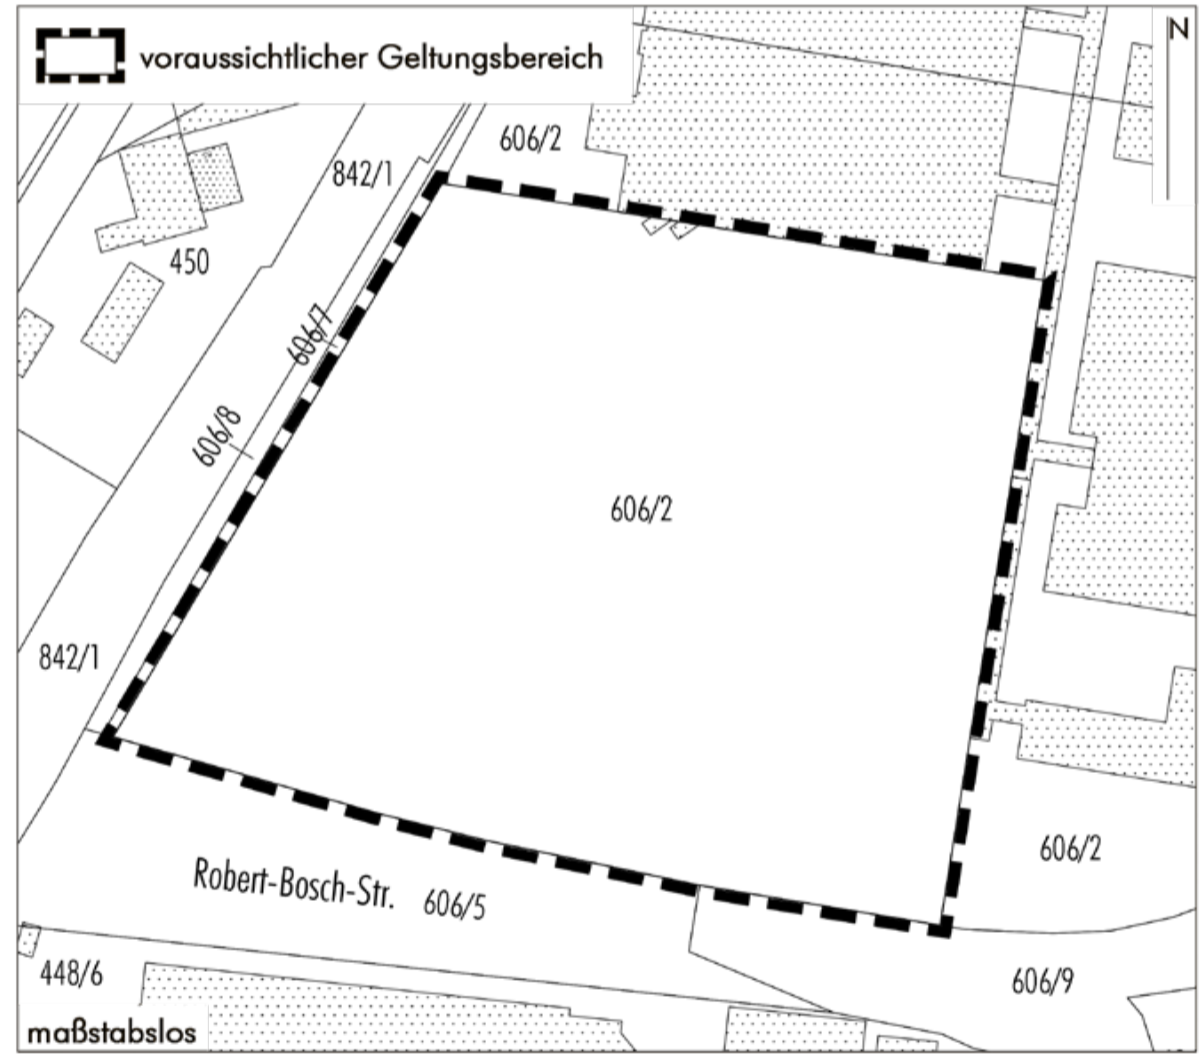 voraussichtlicher Geltungsbereich
N
606/2
842/1
450
606/7
606/8
606/2
842/1
606/2
Robert-Bosch-Str. 606/5
448/6
606/9
maßstabslos